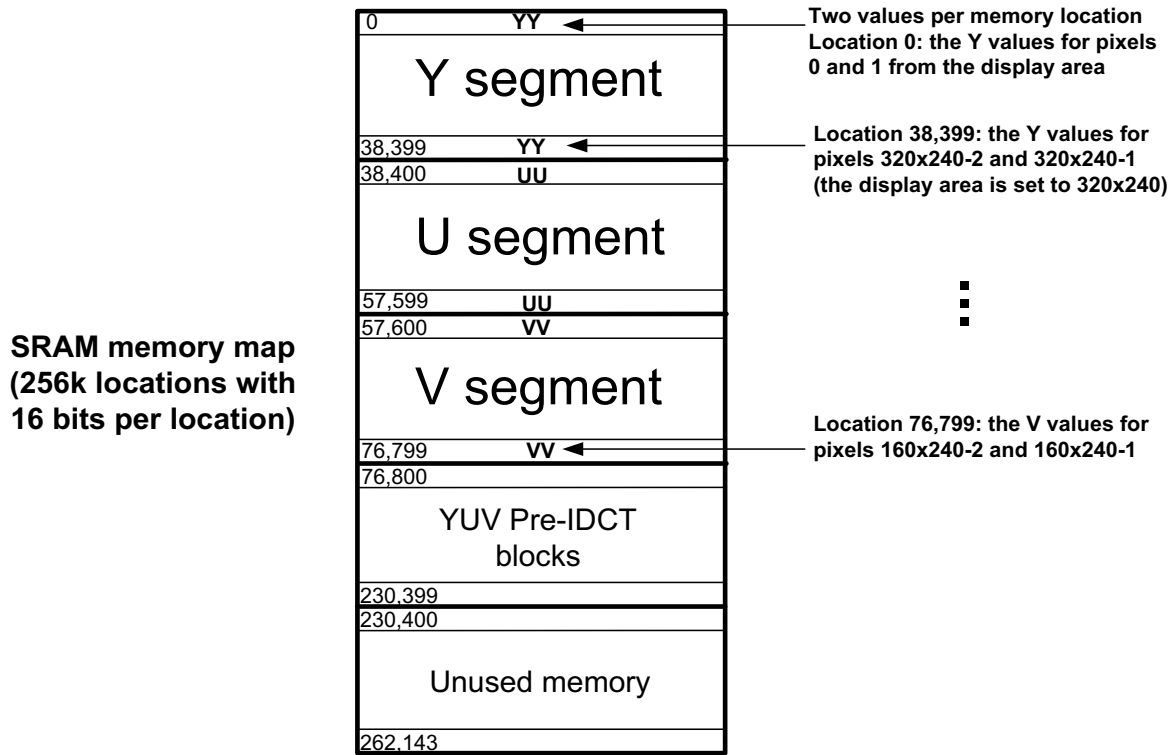 0 YY
Two values per memory location
Location 0: the Y values for pixels
0 and 1 from the display area
Y segment
38,399 YY
Location 38,399: the Y values for
pixels 320x240-2 and 320x240-1
(the display area is set to 320x240)
38,400 UU
U segment
57,599 UU
57,600 VV
SRAM memory map
(256k locations with
16 bits per location)
V segment
76,799 VV
Location 76,799: the V values for
pixels 160x240-2 and 160x240-1
76,800
YUV Pre-IDCT
blocks
230,399
230,400
Unused memory
262,143